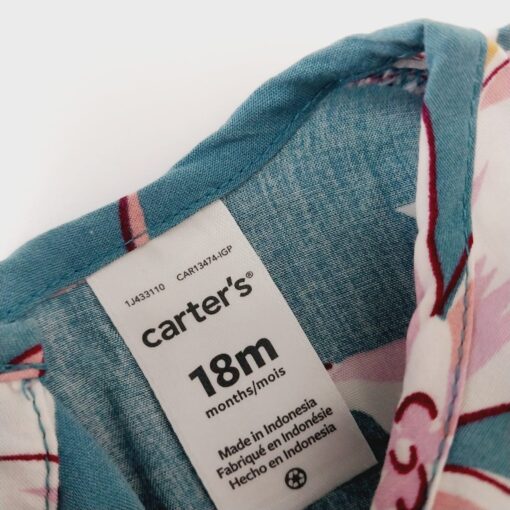 1J433110 CAR13474-IGP
carter's®
18m
months/mois
Made in Indonesia
Fabriqué en Indonésie
Hecho en Indonesia